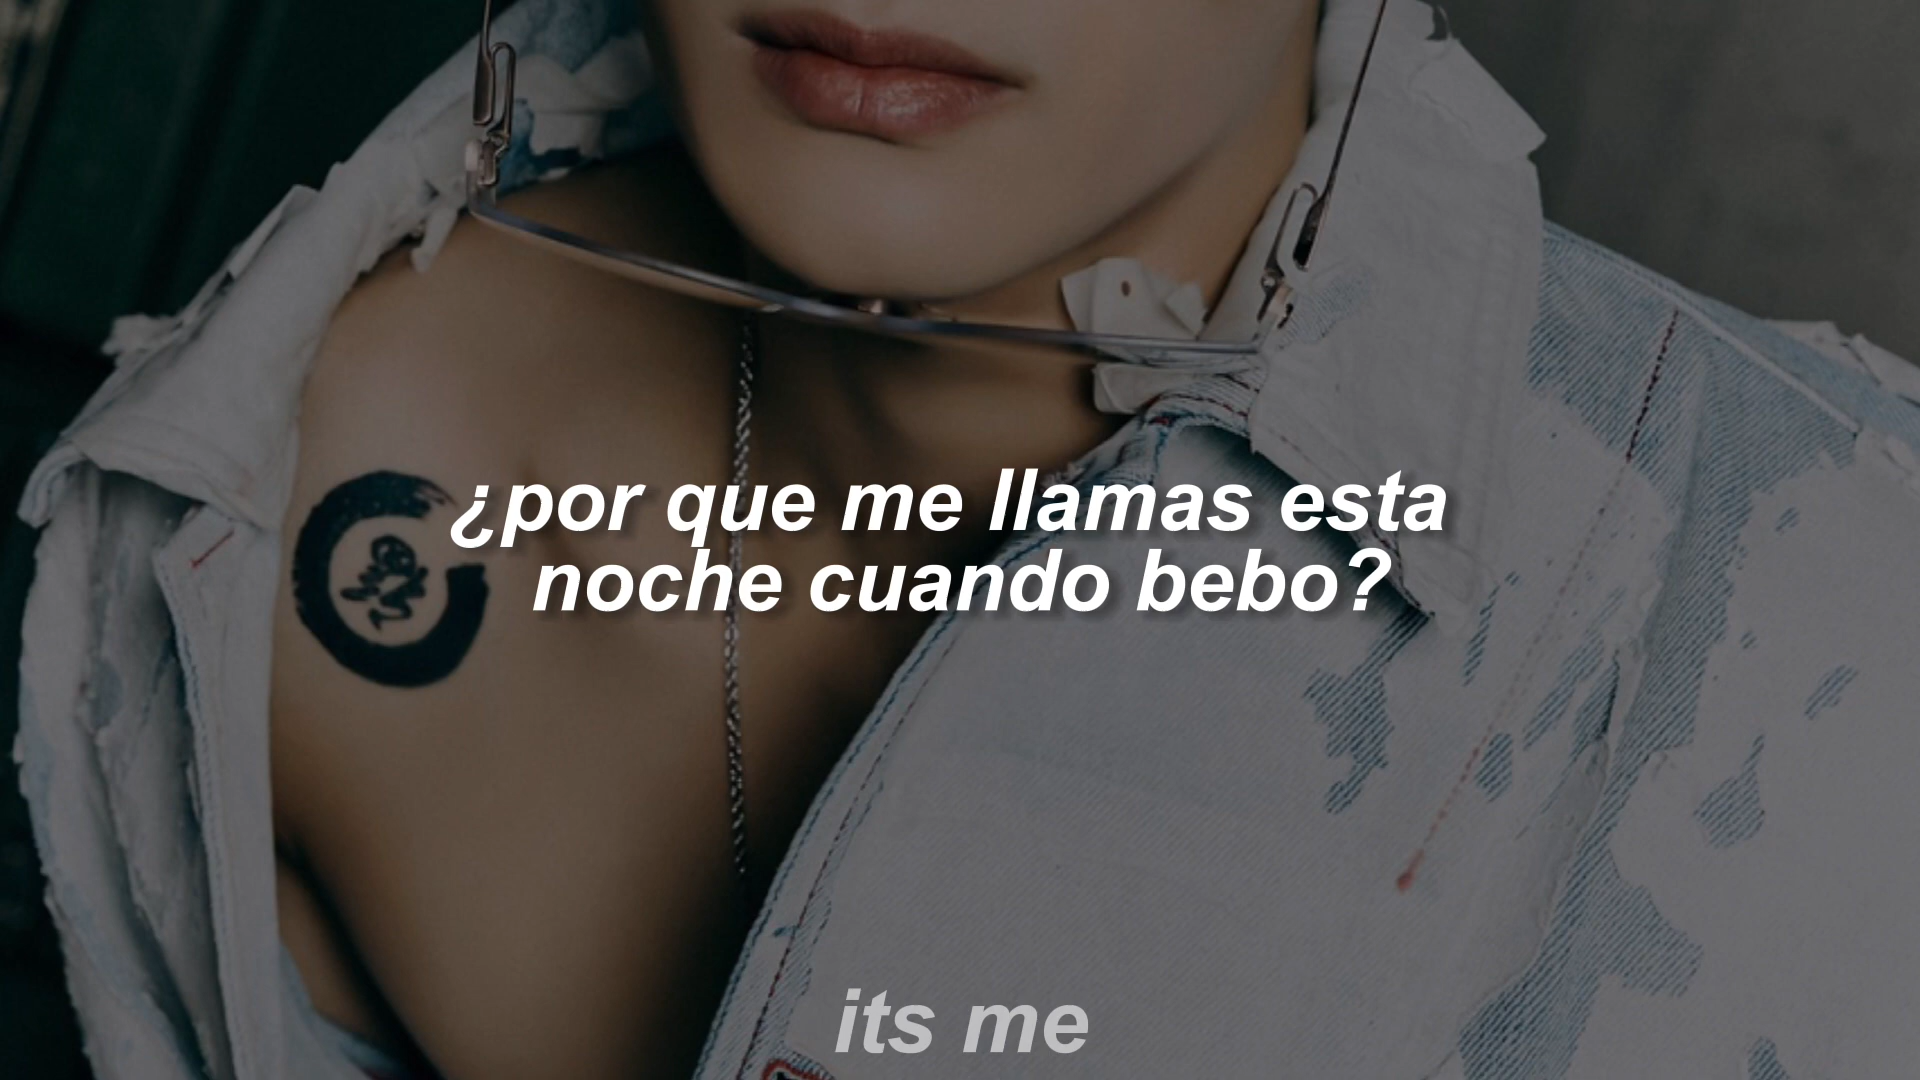 ¿por que me llamas esta
noche cuando bebo?
its me